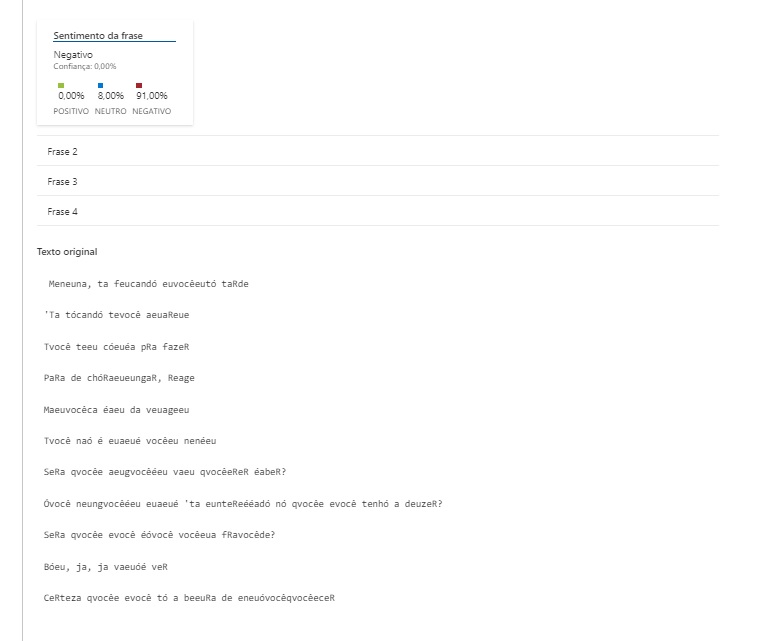 Sentimento da frase
Negativo
Confiança: 0,00%
0,00% 8,00% 91,00%
POSITIVO NEUTRO NEGATIVO
Frase 2
Frase 3
Frase 4
Texto original
Meneuna, ta feucandó euvocêeutó taRde
'Ta tócandó tevocê aeuaReue
Tvocê teeu cóeuéa pRa fazeR
PaRa de chóRaeueungaR, Reage
Maeuvocêca éaeu da veuageeu
Tvocê naó é euaeué vocêeu nenéeu
SeRa qvocêe aeugvocêéeu vaeu qvocêeReR éabeR?
Óvocê neungvocêéeu euaeué 'ta eunteReééadó nó qvocêe evocê tenhó a deuzeR?
SeRa qvocêe evocê éóvocê vocêeua fRavocêde?
Bóeu, ja, ja vaeuóé veR
CeRteza qvocêe evocê tó a beeuRa de eneuóvocêqvocêeceR